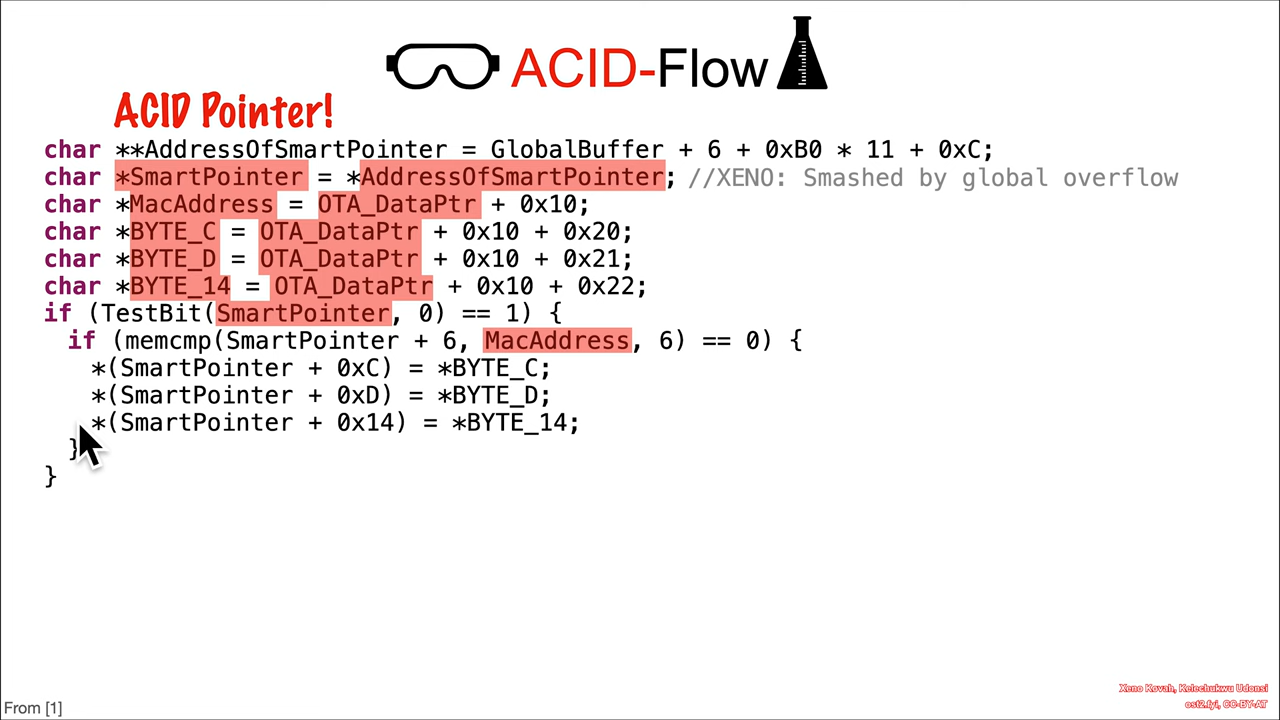 ACID-Flow
ACID Pointer!
char **AddressOfSmartPointer = GlobalBuffer + 6 + 0xB0 * 11 + 0xC;
char *SmartPointer = *AddressOfSmartPointer; //XENO: Smashed by global overflow
char *MacAddress = OTA_DataPtr + 0x10;
char *BYTE_C = OTA_DataPtr + 0x10 + 0x20;
char *BYTE_D = OTA_DataPtr + 0x10 + 0x21;
char *BYTE_14 = OTA_DataPtr + 0x10 + 0x22;
if (TestBit(SmartPointer, 0) == 1) {
if (memcmp(SmartPointer + 6, MacAddress, 6) == 0) {
*(SmartPointer + 0xC) = *BYTE_C;
*(SmartPointer + 0xD) = *BYTE_D;
*(SmartPointer + 0x14) = *BYTE_14;
}
}
Xeno Kovah, Kelechukwu Udonsi
From [1]
ost2.fyi, CC-BY-AT